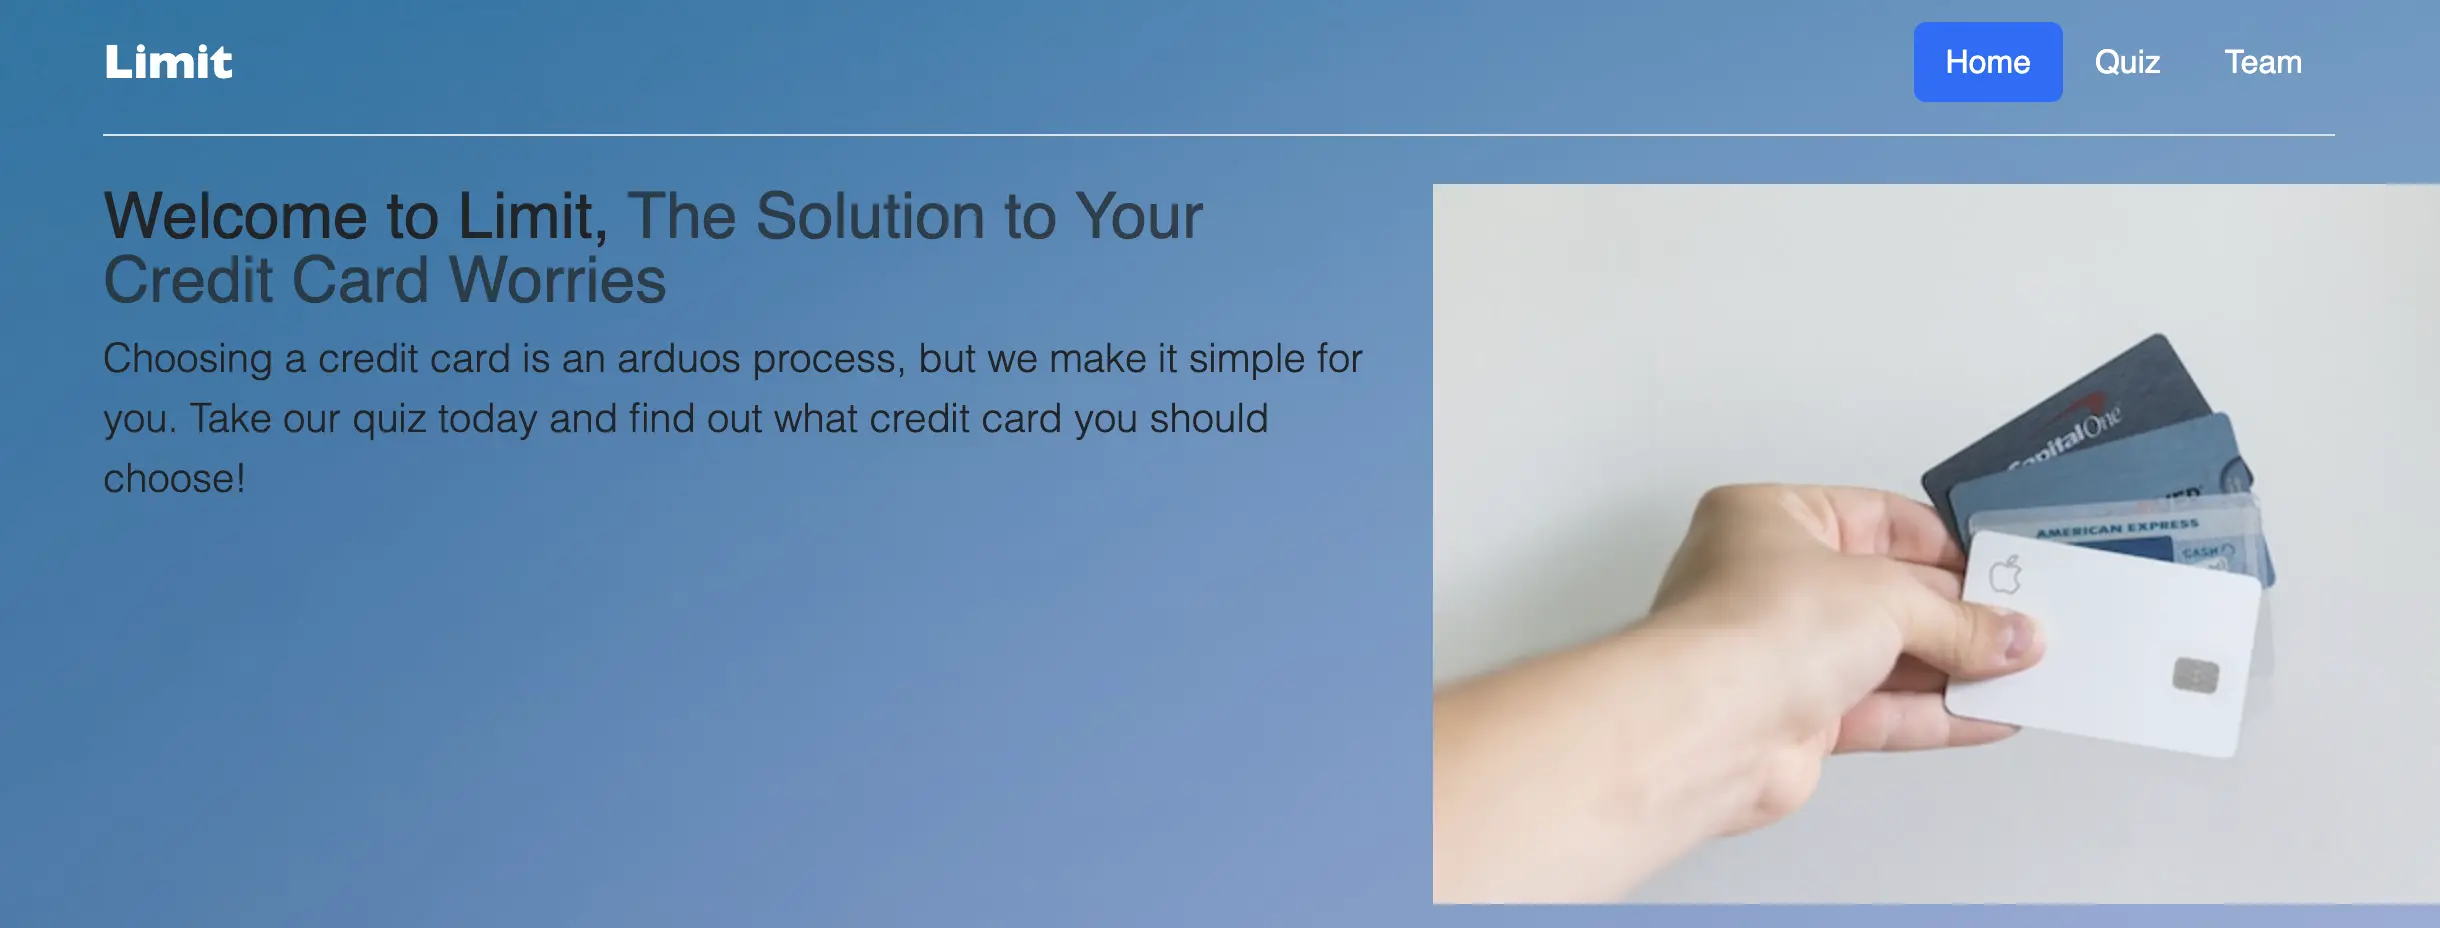 Limit
Home
Quiz
Team
Welcome to Limit, The Solution to Your
Credit Card Worries
Choosing a credit card is an arduos process, but we make it simple for
you. Take our quiz today and find out what credit card you should
choose!
AMERICAN EXPRESS
CASH